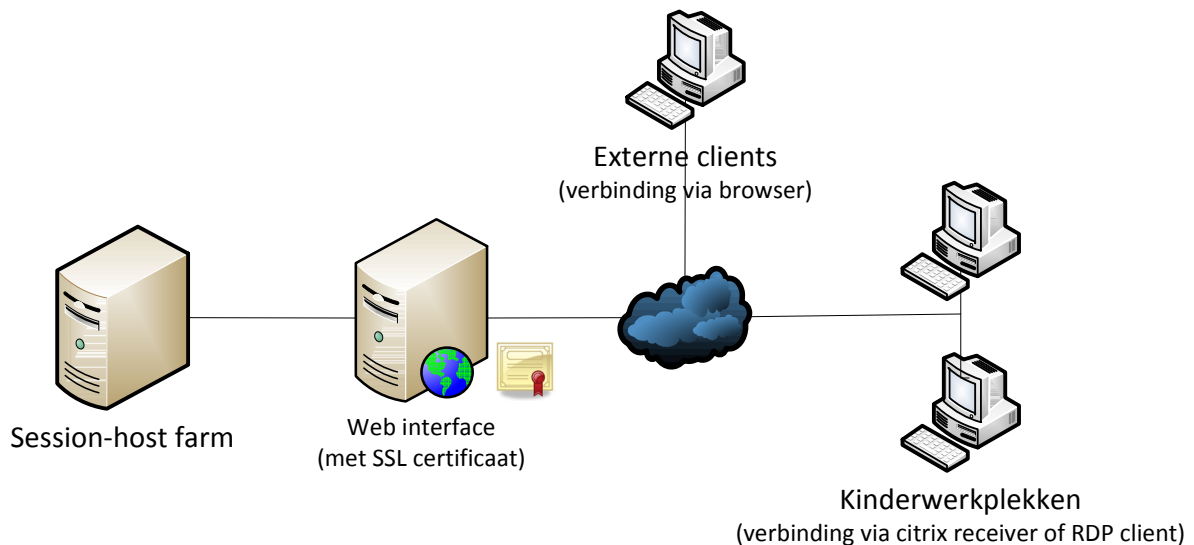 Externe clients
(verbinding via browser)
Session-host farm
Web interface
(met SSL certificaat)
Kinderwerkplekken
(verbinding via citrix receiver of RDP client)